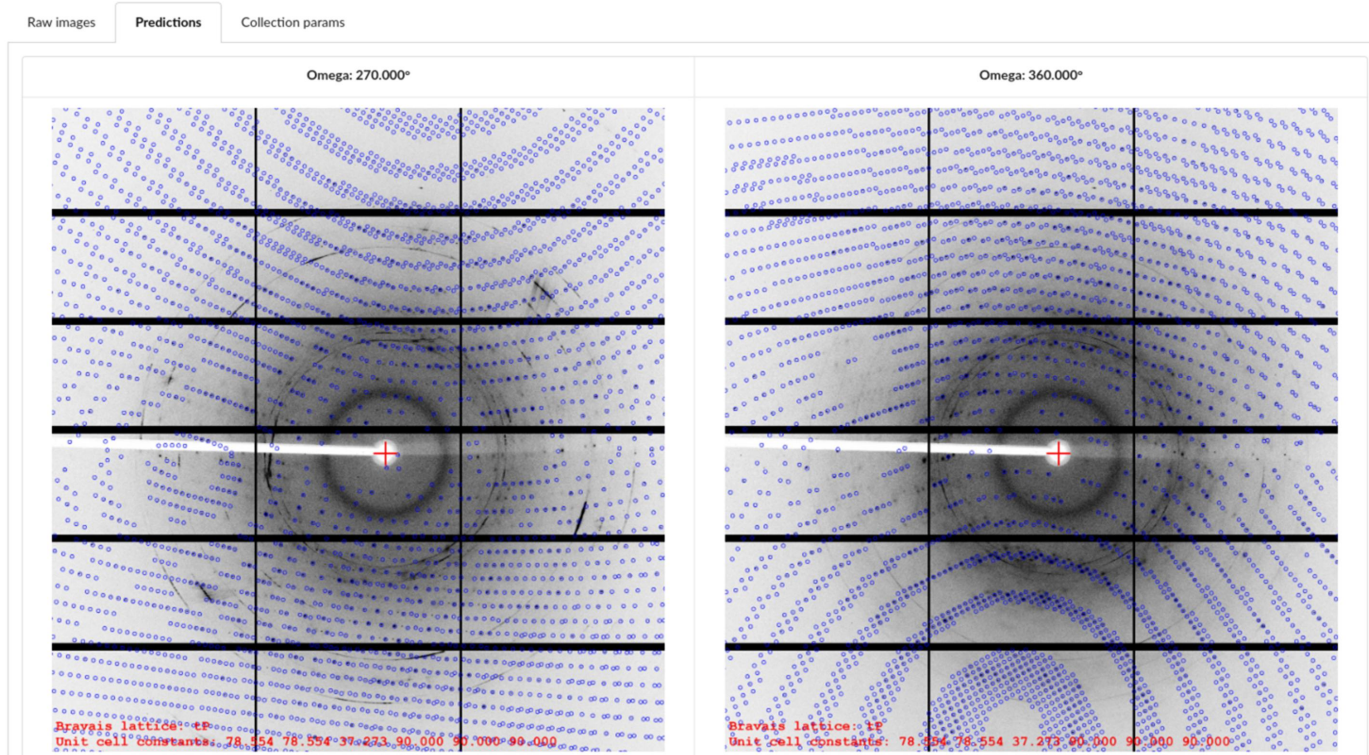 Raw images Predictions Collection params
Omega: 270.000° Omega: 360.000°
Bravais lattice: tP Bravais lattice: tP
Unit cell constants: 78.554 78.554 37.273 90.000 90.000 90.000 Unit cell constants: 78.554 78.554 37.273 90.000 90.000 90.000